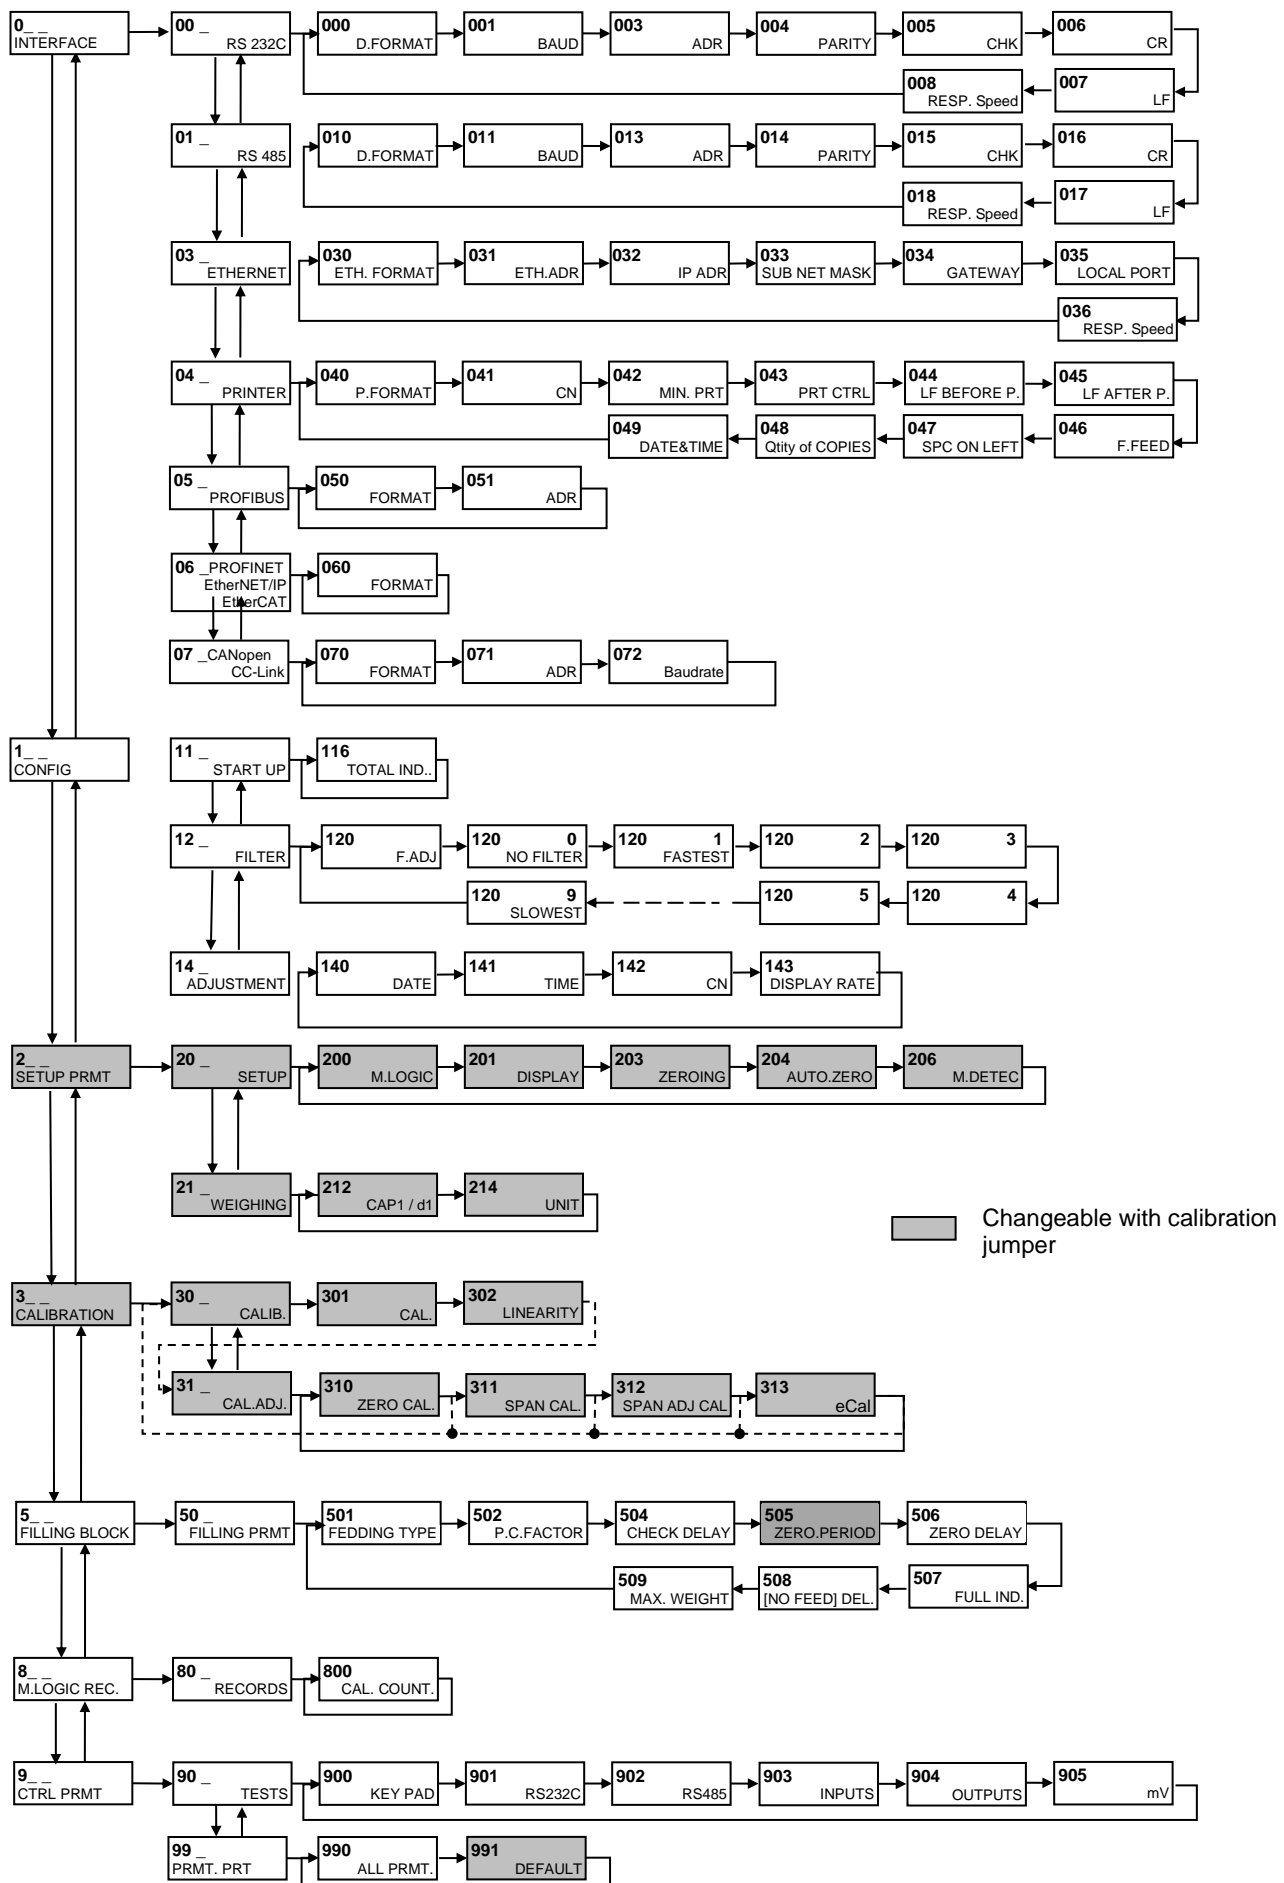 0_ _
INTERFACE
00 _
RS 232C
000
D.FORMAT
001
BAUD
003
ADR
004
PARITY
005
CHK
006
CR
008
RESP. Speed
007
LF
01 _
RS 485
010
D.FORMAT
011
BAUD
013
ADR
014
PARITY
015
CHK
016
CR
018
RESP. Speed
017
LF
03 _
ETHERNET
030
ETH. FORMAT
031
ETH.ADR
032
IP ADR
033
SUB NET MASK
034
GATEWAY
035
LOCAL PORT
036
RESP. Speed
04 _
PRINTER
040
P.FORMAT
041
CN
042
MIN. PRT
043
PRT CTRL
044
LF BEFORE P.
045
LF AFTER P.
049
DATE&TIME
048
Qtity of COPIES
047
SPC ON LEFT
046
F.FEED
05 _
PROFIBUS
050
FORMAT
051
ADR
06 _PROFINET
EtherNET/IP
EtherCAT
060
FORMAT
07 _CANopen
CC-Link
070
FORMAT
071
ADR
072
Baudrate
1_ _
CONFIG
11 _
START UP
116
TOTAL IND..
12 _
FILTER
120
F.ADJ
120 0
NO FILTER
120 1
FASTEST
120 2
120 3
120 9
SLOWEST
120 5
120 4
14 _
ADJUSTMENT
140
DATE
141
TIME
142
CN
143
DISPLAY RATE
2_ _
SETUP PRMT
20 _
SETUP
200
M.LOGIC
201
DISPLAY
203
ZEROING
204
AUTO.ZERO
206
M.DETEC
21 _
WEIGHING
212
CAP1 / d1
214
UNIT
Changeable with calibration
jumper
3_ _
CALIBRATION
30 _
CALIB.
301
CAL.
302
LINEARITY
31 _
CAL.ADJ.
310
ZERO CAL.
311
SPAN CAL.
312
SPAN ADJ CAL
313
eCal
5_ _
FILLING BLOCK
50 _
FILLING PRMT
501
FEDDING TYPE
502
P.C.FACTOR
504
CHECK DELAY
505
ZERO.PERIOD
506
ZERO DELAY
509
MAX. WEIGHT
508
[NO FEED] DEL.
507
FULL IND.
8_ _
M.LOGIC REC.
80 _
RECORDS
800
CAL. COUNT.
9_ _
CTRL PRMT
90 _
TESTS
900
KEY PAD
901
RS232C
902
RS485
903
INPUTS
904
OUTPUTS
905
mV
99 _
PRMT. PRT
990
ALL PRMT.
991
DEFAULT